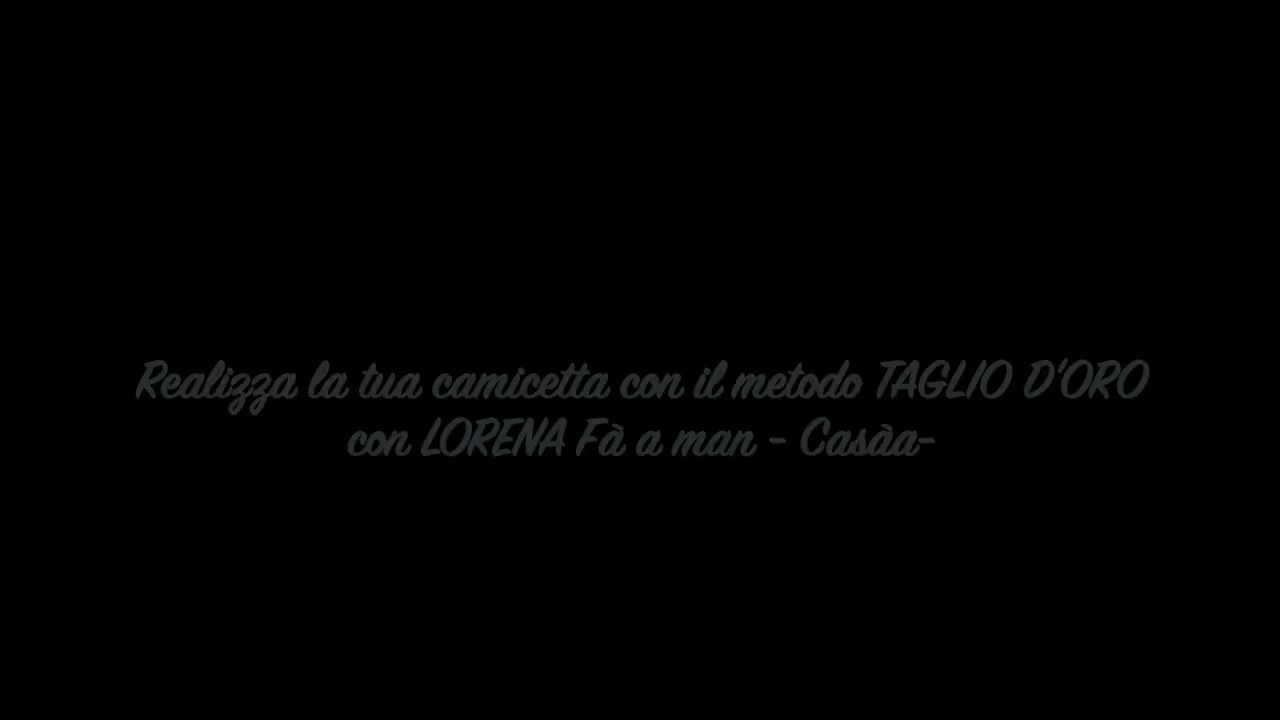 Realizza la tua camicetta con il metodo TAGLIO D'ORO
con LORENA Fà a man - Casàa-